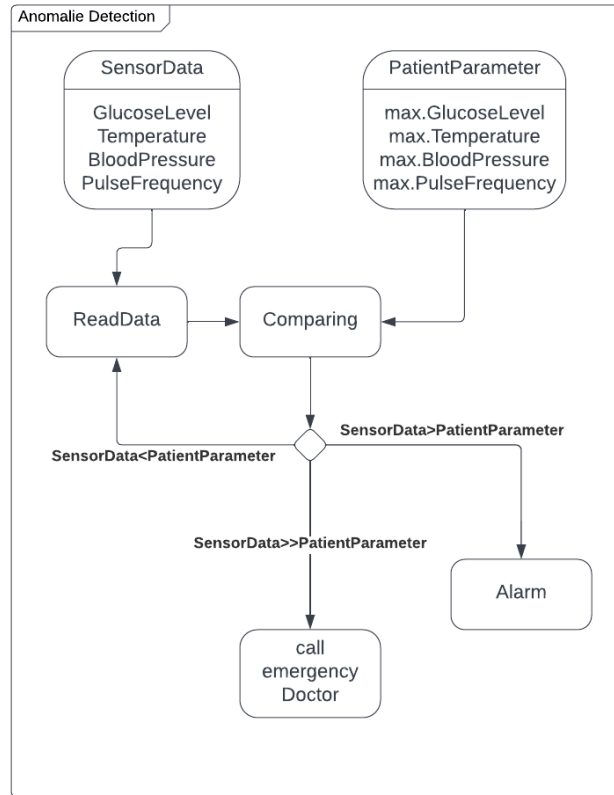 Anomalie Detection
SensorData
GlucoseLevel
Temperature
BloodPressure
PulseFrequency
PatientParameter
max.GlucoseLevel
max.Temperature
max.BloodPressure
max.PulseFrequency
ReadData
Comparing
SensorData>PatientParameter
SensorData<PatientParameter
SensorData>>PatientParameter
Alarm
call
emergency
Doctor